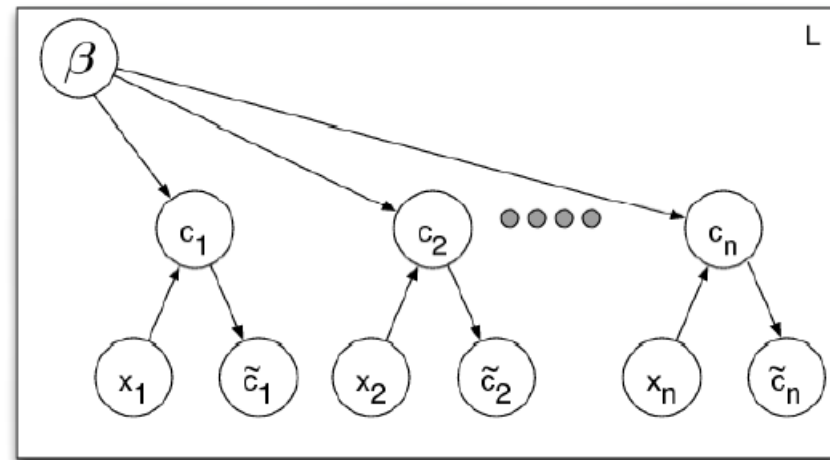 L
β
c₁ c₂ cₙ
x₁ c̃₁ x₂ c̃₂ xₙ c̃ₙ